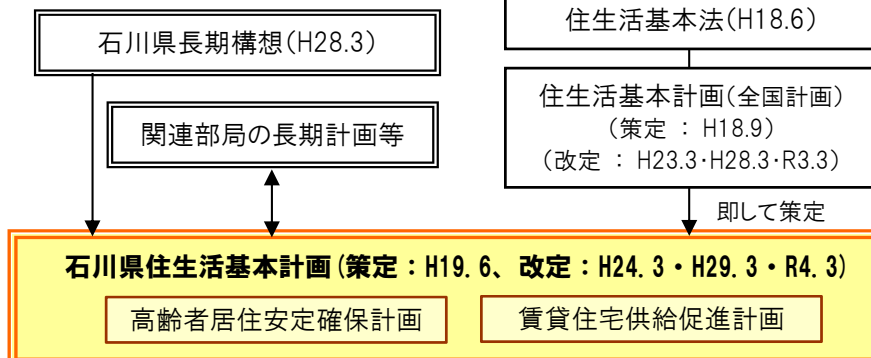 石川県長期構想(H28.3)
関連部局の長期計画等
住生活基本法(H18.6)
住生活基本計画(全国計画)
(策定 : H18.9)
(改定 : H23.3・H28.3・R3.3)
即して策定
石川県住生活基本計画(策定:H19.6、改定:H24.3・H29.3・R4.3)
高齢者居住安定確保計画
賃貸住宅供給促進計画